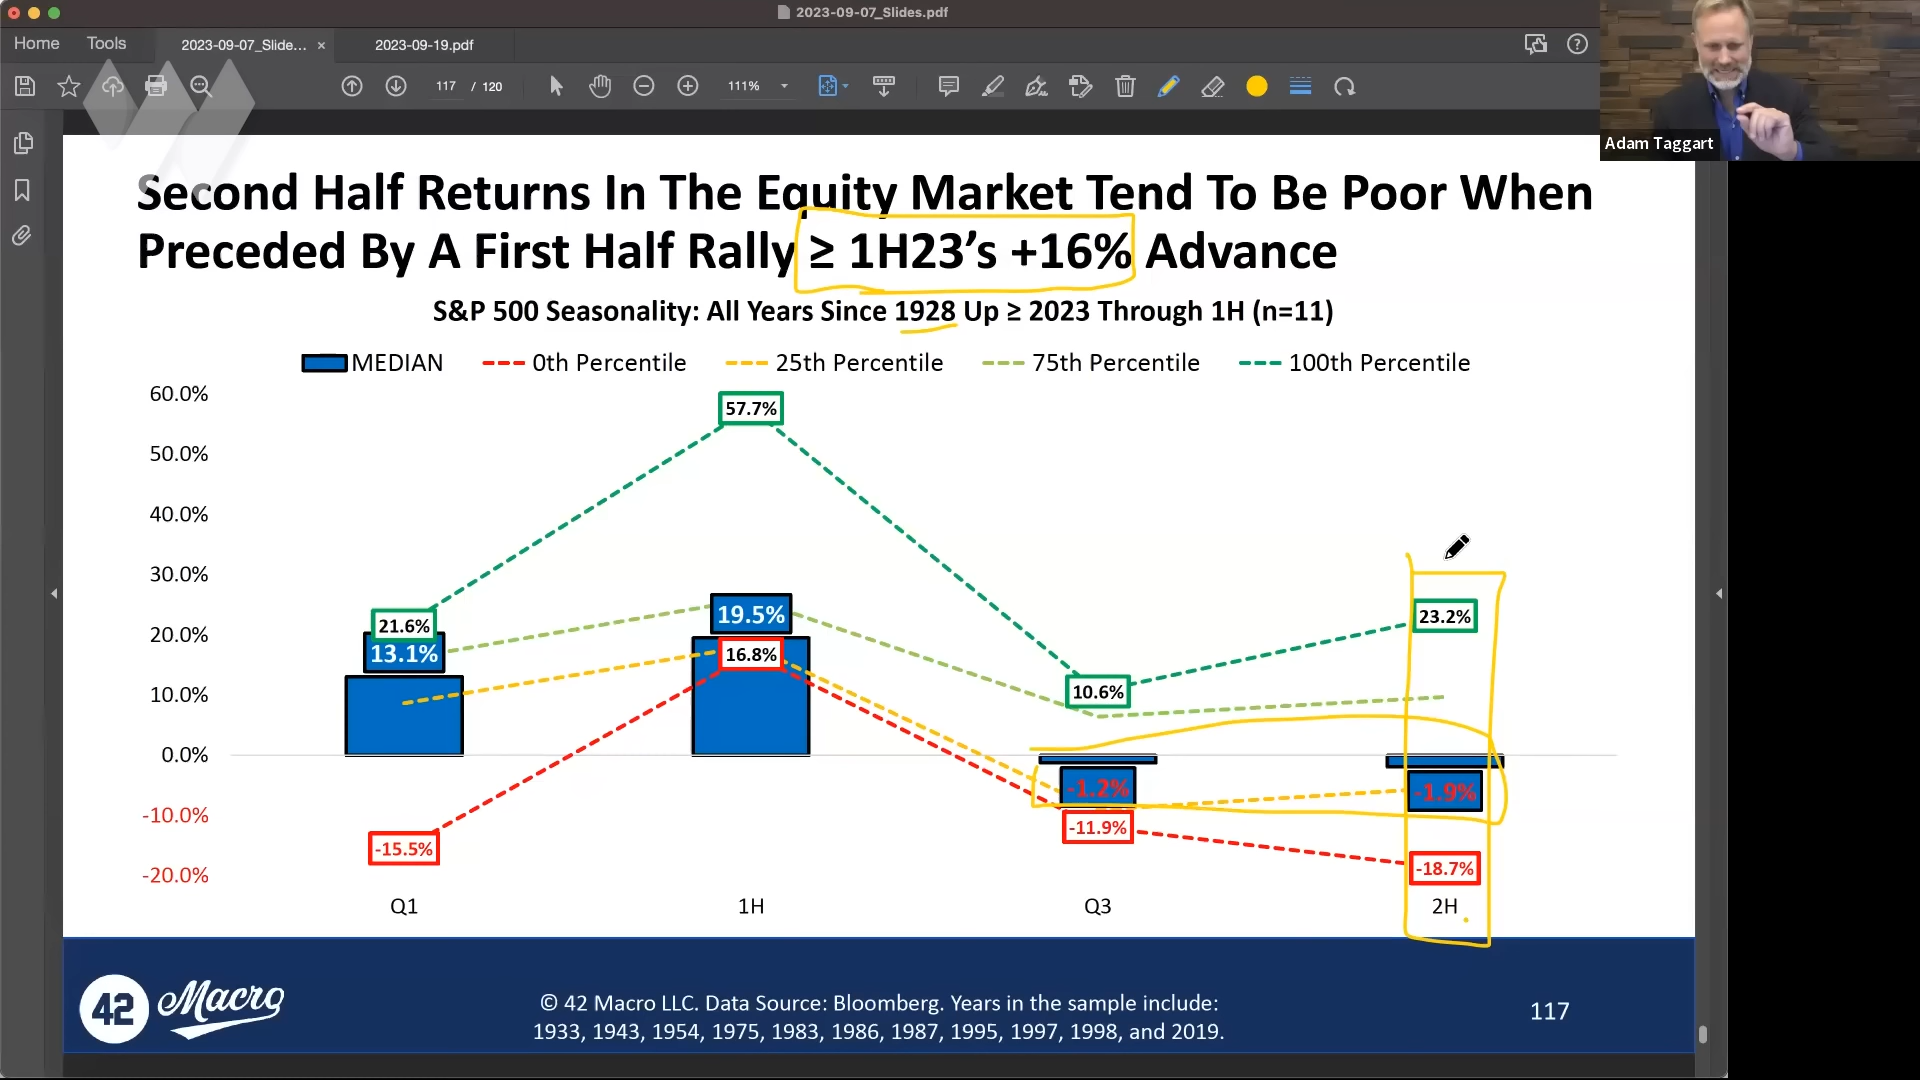 2023-09-07_Slides.pdf
Home Tools 2023-09-07_Slide... × 2023-09-19.pdf
117 / 120 111%
Adam Taggart
Second Half Returns In The Equity Market Tend To Be Poor When
Preceded By A First Half Rally ≥ 1H23’s +16% Advance
S&P 500 Seasonality: All Years Since 1928 Up ≥ 2023 Through 1H (n=11)
MEDIAN 0th Percentile 25th Percentile 75th Percentile 100th Percentile
60.0%
57.7%
50.0%
40.0%
30.0%
21.6%
19.5%
23.2%
20.0%
13.1%
16.8%
10.0%
10.6%
0.0%
-1.2%
-1.9%
-10.0%
-11.9%
-15.5%
-18.7%
-20.0%
Q1 1H Q3 2H
42 Macro
© 42 Macro LLC. Data Source: Bloomberg. Years in the sample include:
1933, 1943, 1954, 1975, 1983, 1986, 1987, 1995, 1997, 1998, and 2019.
117